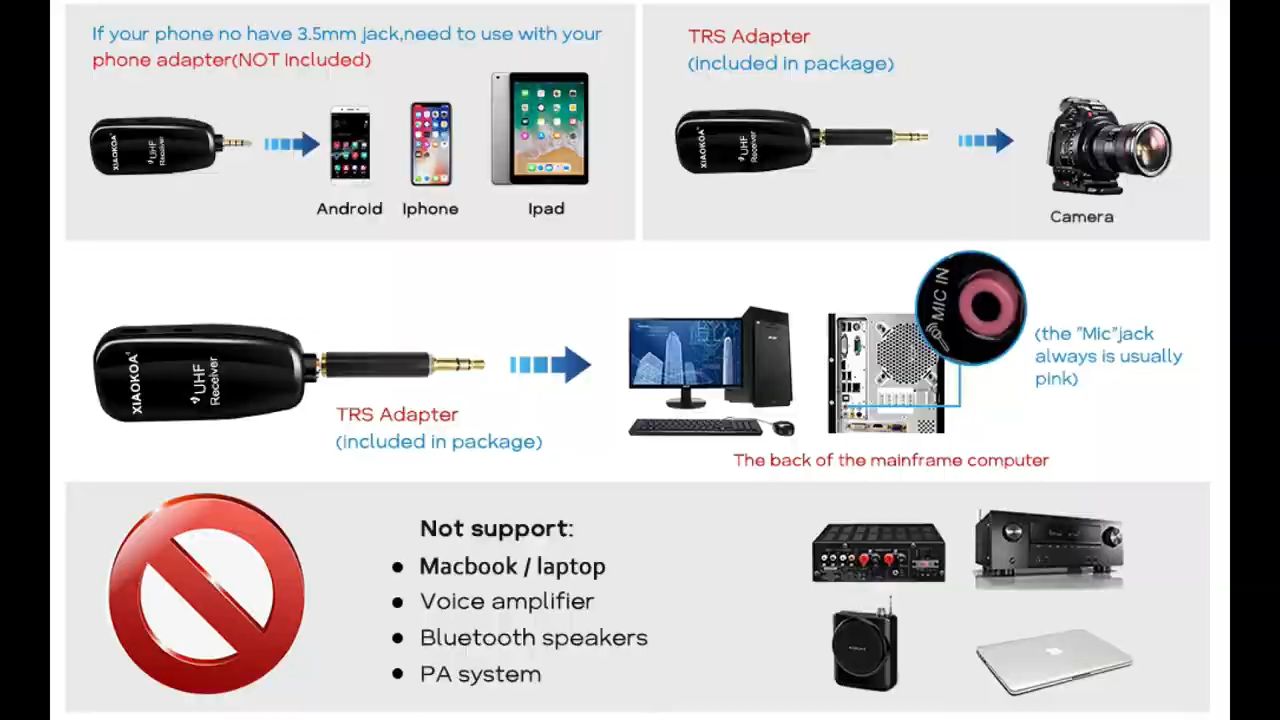 If your phone no have 3.5mm jack,need to use with your
phone adapter(NOT Included)
XIAOKOA
UHF
Receiver
Android
Iphone
Ipad
TRS Adapter
(included in package)
XIAOKOA
UHF
Receiver
Camera
XIAOKOA
UHF
Receiver
TRS Adapter
(included in package)
MIC IN
(the "Mic"jack
always is usually
pink)
The back of the mainframe computer
Not support:
● Macbook / laptop
● Voice amplifier
● Bluetooth speakers
● PA system